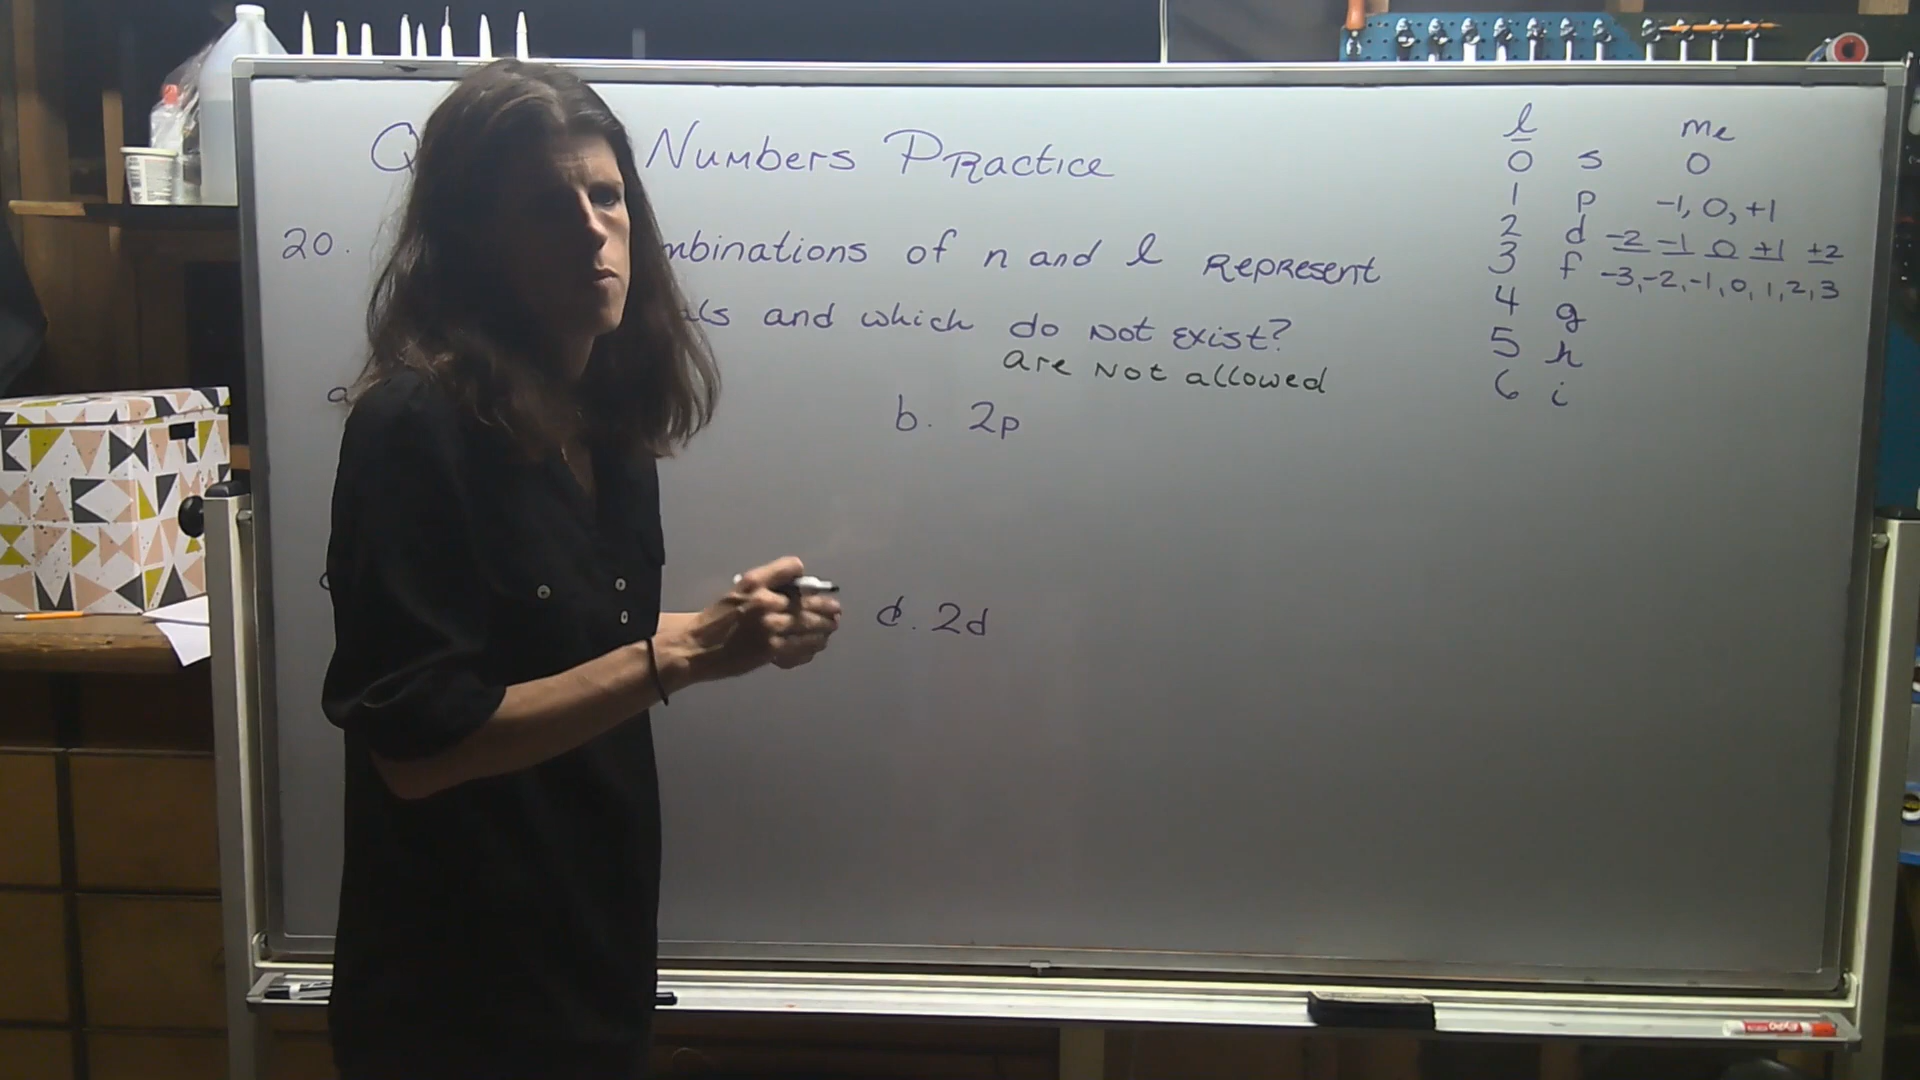 Numbers Practice
20. mbinations of n and l represent
als and which do not exist?
are not allowed
a
b. 2p
d. 2d
l me
0 s 0
1 p -1, 0, +1
2 d -2 -1 0 +1 +2
3 f -3, -2, -1, 0, 1, 2, 3
4 g
5 h
6 i
EXPO